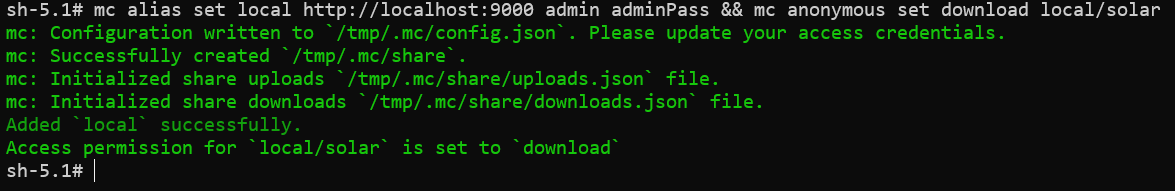 sh-5.1# mc alias set local http://localhost:9000 admin adminPass && mc anonymous set download local/solar
mc: Configuration written to `/tmp/.mc/config.json`. Please update your access credentials.
mc: Successfully created `/tmp/.mc/share`.
mc: Initialized share uploads `/tmp/.mc/share/uploads.json` file.
mc: Initialized share downloads `/tmp/.mc/share/downloads.json` file.
Added `local` successfully.
Access permission for `local/solar` is set to `download`
sh-5.1#